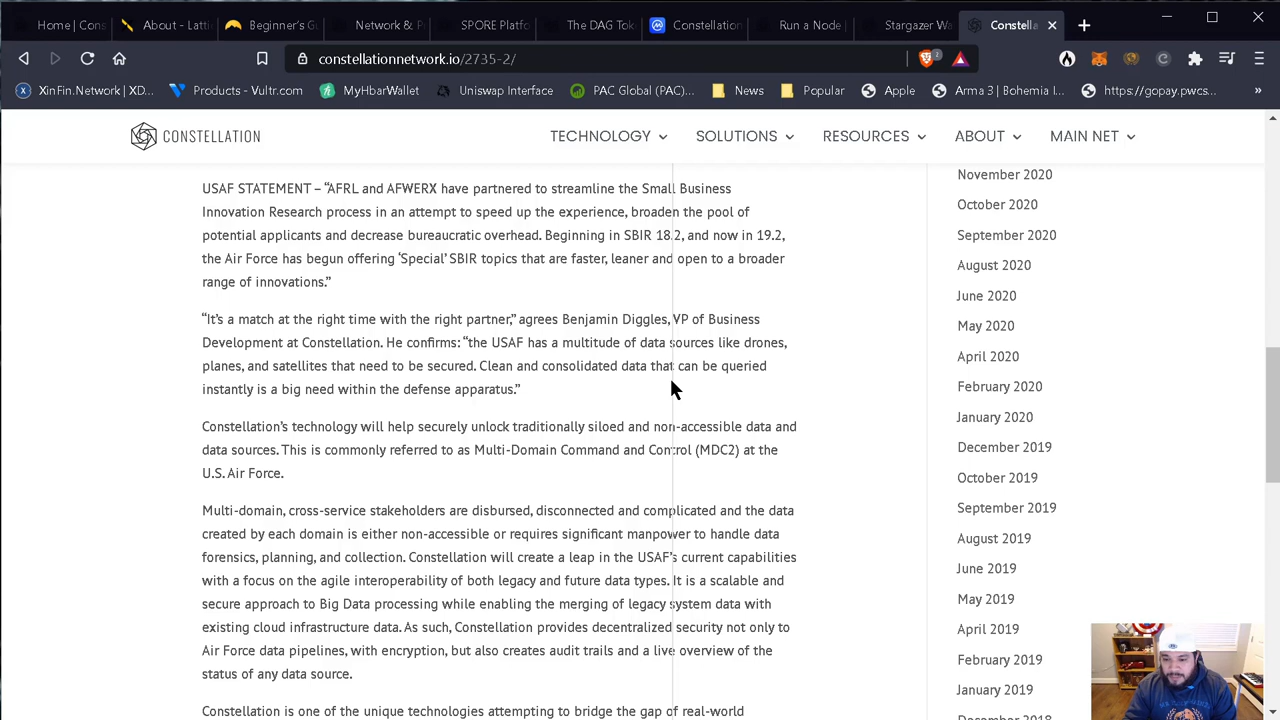 Home | Cons
About - Latti
Beginner's Gu
Network & P
SPORE Platfo
The DAG Tok
Constellation
Run a Node
Stargazer Wa
Constella
constellationnetwork.io/2735-2/
2
XinFin.Network | XD...
Products - Vultr.com
MyHbarWallet
Uniswap Interface
PAC Global (PAC)...
News
Popular
Apple
Arma 3 | Bohemia I...
https://gopay.pwcs...
CONSTELLATION
TECHNOLOGY
SOLUTIONS
RESOURCES
ABOUT
MAIN NET
USAF STATEMENT – “AFRL and AFWERX have partnered to streamline the Small Business
Innovation Research process in an attempt to speed up the experience, broaden the pool of
potential applicants and decrease bureaucratic overhead. Beginning in SBIR 18.2, and now in 19.2,
the Air Force has begun offering ‘Special’ SBIR topics that are faster, leaner and open to a broader
range of innovations.”
“It’s a match at the right time with the right partner,” agrees Benjamin Diggles, VP of Business
Development at Constellation. He confirms: “the USAF has a multitude of data sources like drones,
planes, and satellites that need to be secured. Clean and consolidated data that can be queried
instantly is a big need within the defense apparatus.”
Constellation’s technology will help securely unlock traditionally siloed and non-accessible data and
data sources. This is commonly referred to as Multi-Domain Command and Control (MDC2) at the
U.S. Air Force.
Multi-domain, cross-service stakeholders are disbursed, disconnected and complicated and the data
created by each domain is either non-accessible or requires significant manpower to handle data
forensics, planning, and collection. Constellation will create a leap in the USAF’s current capabilities
with a focus on the agile interoperability of both legacy and future data types. It is a scalable and
secure approach to Big Data processing while enabling the merging of legacy system data with
existing cloud infrastructure data. As such, Constellation provides decentralized security not only to
Air Force data pipelines, with encryption, but also creates audit trails and a live overview of the
status of any data source.
Constellation is one of the unique technologies attempting to bridge the gap of real-world
November 2020
October 2020
September 2020
August 2020
June 2020
May 2020
April 2020
February 2020
January 2020
December 2019
October 2019
September 2019
August 2019
June 2019
May 2019
April 2019
February 2019
January 2019
December 2018